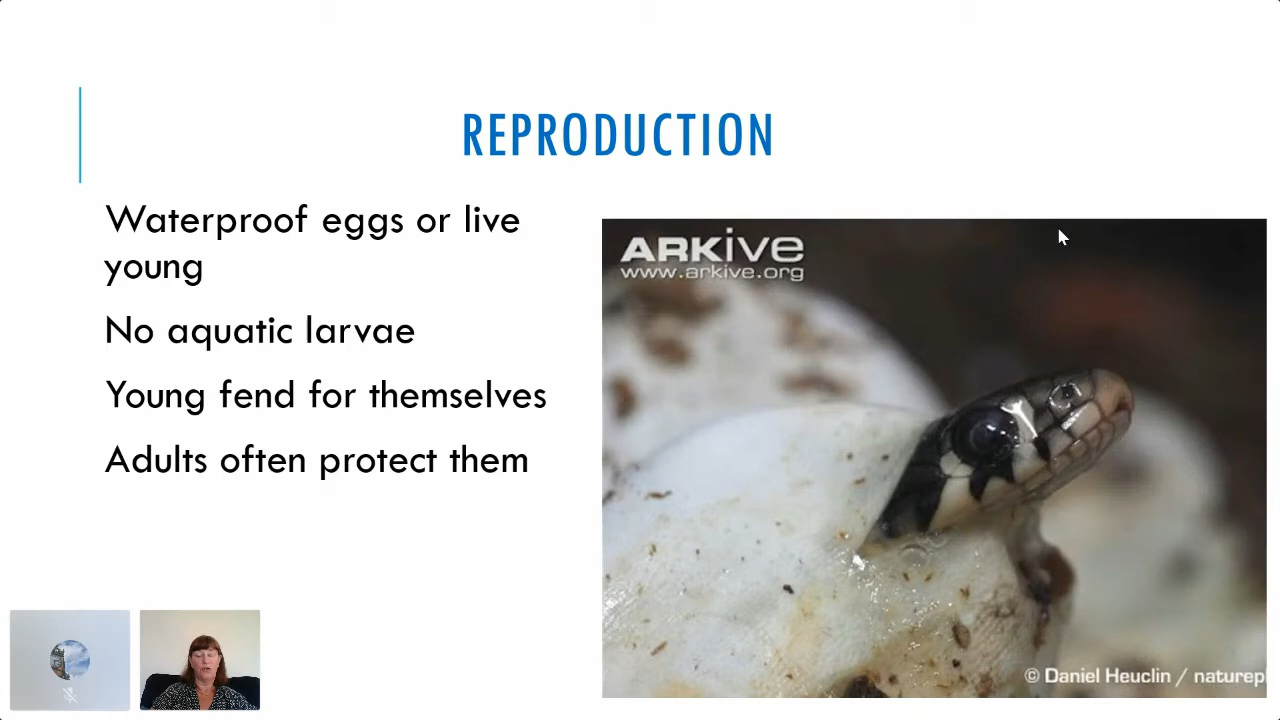 REPRODUCTION
Waterproof eggs or live
young
No aquatic larvae
Young fend for themselves
Adults often protect them
ARKive
www.arkive.org
© Daniel Heuclin / naturepl